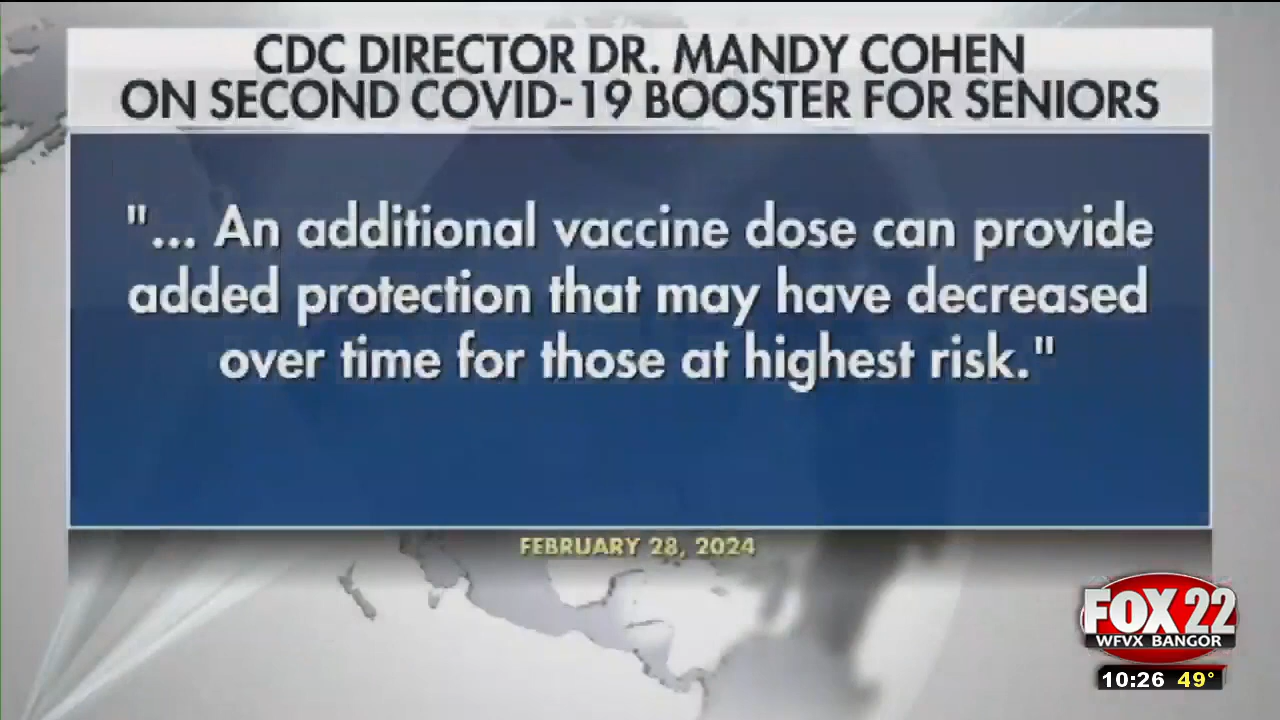 CDC DIRECTOR DR. MANDY COHEN
ON SECOND COVID-19 BOOSTER FOR SENIORS
"... An additional vaccine dose can provide
added protection that may have decreased
over time for those at highest risk."
FEBRUARY 28, 2024
FOX 22
WFVX BANGOR
10:26 49°